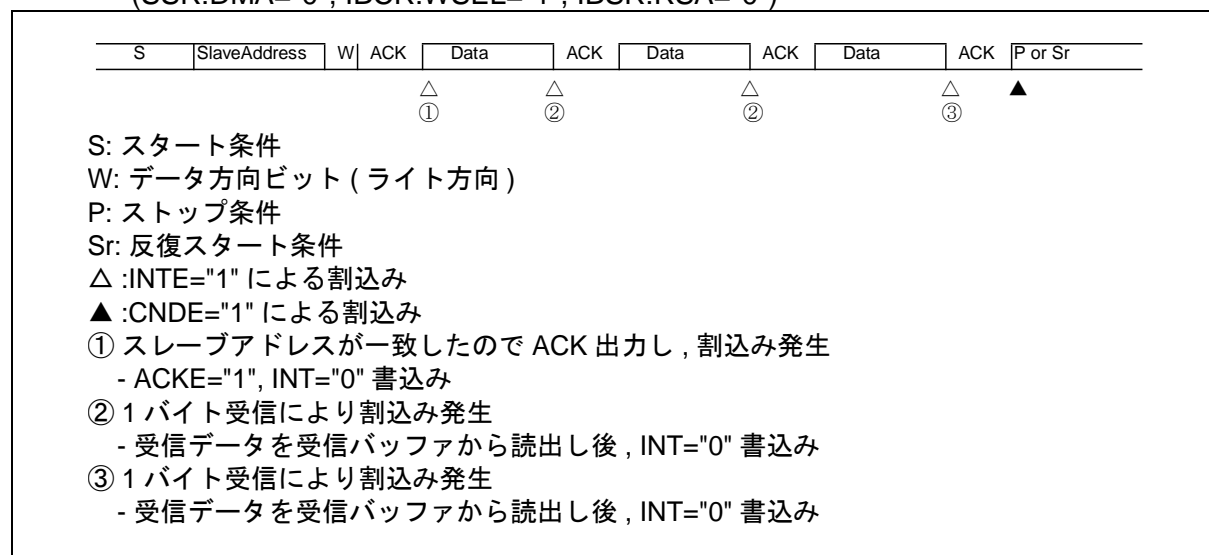 (SSR.DMA="0", IBCR.WSEL="1", IBSR.RSA="0")
S SlaveAddress W ACK Data ACK Data ACK Data ACK P or Sr
△ △ △ △ ▲
① ② ② ③
S: スタート条件
W: データ方向ビット ( ライト方向 )
P: ストップ条件
Sr: 反復スタート条件
△ :INTE="1" による割込み
▲ :CNDE="1" による割込み
① スレーブアドレスが一致したので ACK 出力し , 割込み発生
- ACKE="1", INT="0" 書込み
② 1 バイト受信により割込み発生
- 受信データを受信バッファから読出し後 , INT="0" 書込み
③ 1 バイト受信により割込み発生
- 受信データを受信バッファから読出し後 , INT="0" 書込み